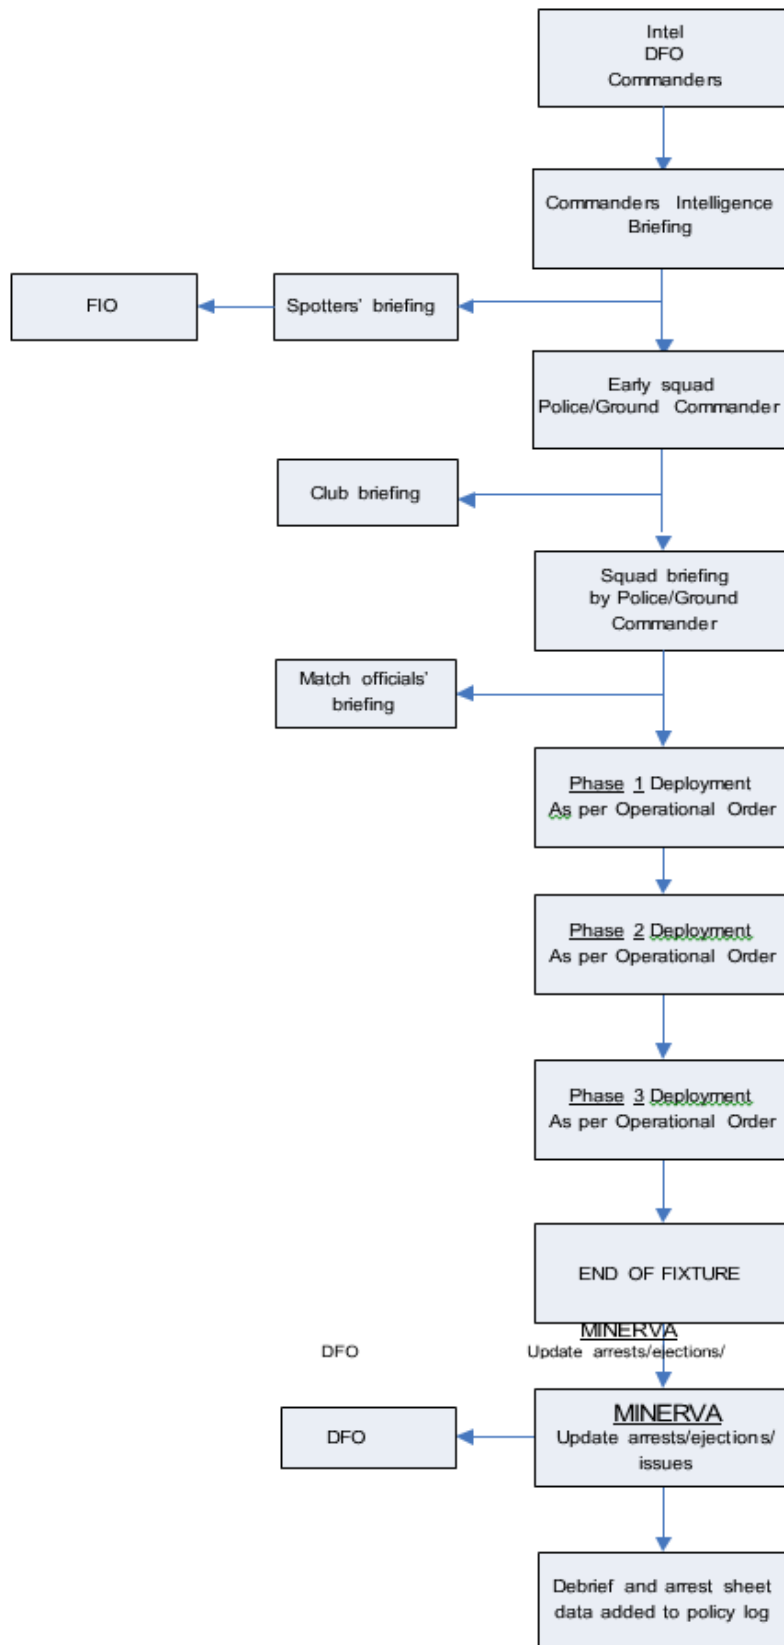 Intel
DFO
Commanders
Commanders Intelligence
Briefing
FIO
Spotters' briefing
Early squad
Police/Ground Commander
Club briefing
Squad briefing
by Police/Ground
Commander
Match officials'
briefing
Phase 1 Deployment
As per Operational Order
Phase 2 Deployment
As per Operational Order
Phase 3 Deployment
As per Operational Order
END OF FIXTURE
MINERVA
DFO
Update arrests/ejections/
MINERVA
DFO
Update arrests/ejections/
issues
Debrief and arrest sheet
data added to policy log